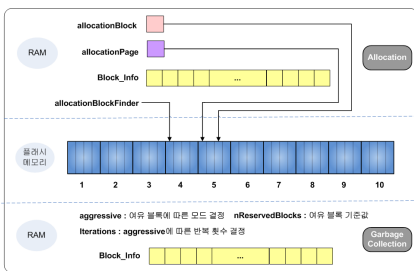 allocationBlock
RAM
allocationPage
Allocation
Block_Info
...
allocationBlockFinder
플래시
메모리
1 2 3 4 5 6 7 8 9 10
aggressive : 여유 블록에 따른 모드 결정 nReservedBlocks : 여유 블록 기준값
RAM
Iterations : aggressive에 따른 반복 횟수 결정
Garbage
Collection
Block_Info
...